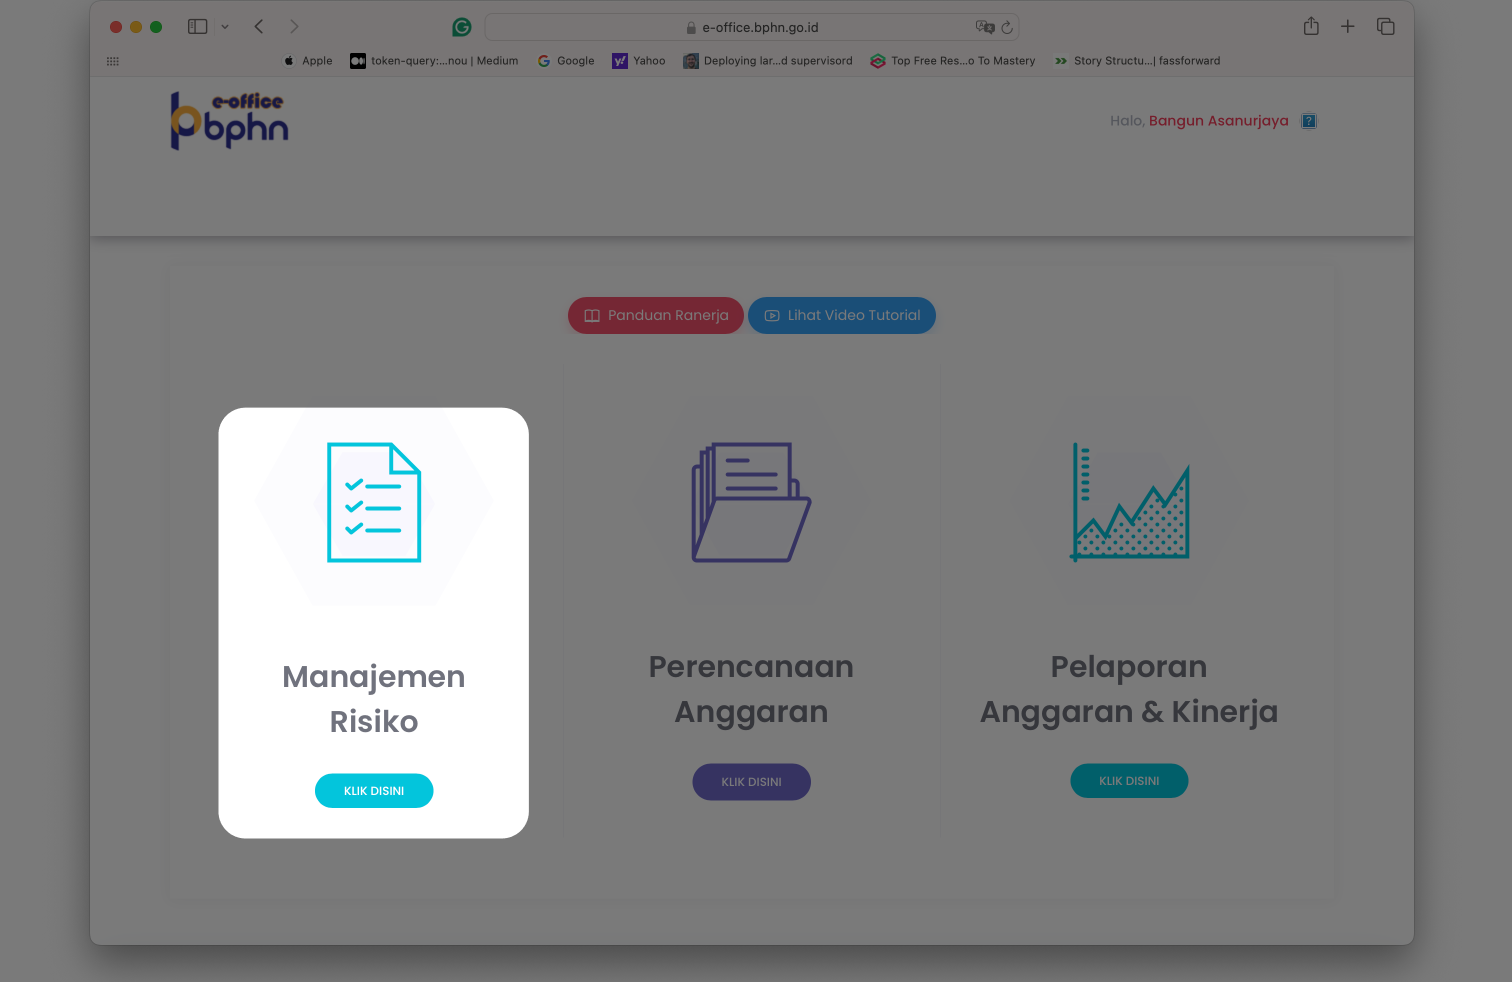 e-office.bphn.go.id
Apple
token-query:...nou | Medium
Google
Yahoo
Deploying lar...d supervisord
Top Free Res...o To Mastery
Story Structu...| fassforward
e-office
bphn
Halo, Bangun Asanurjaya
Panduan Ranerja
Lihat Video Tutorial
Manajemen
Risiko
KLIK DISINI
Perencanaan
Anggaran
KLIK DISINI
Pelaporan
Anggaran & Kinerja
KLIK DISINI